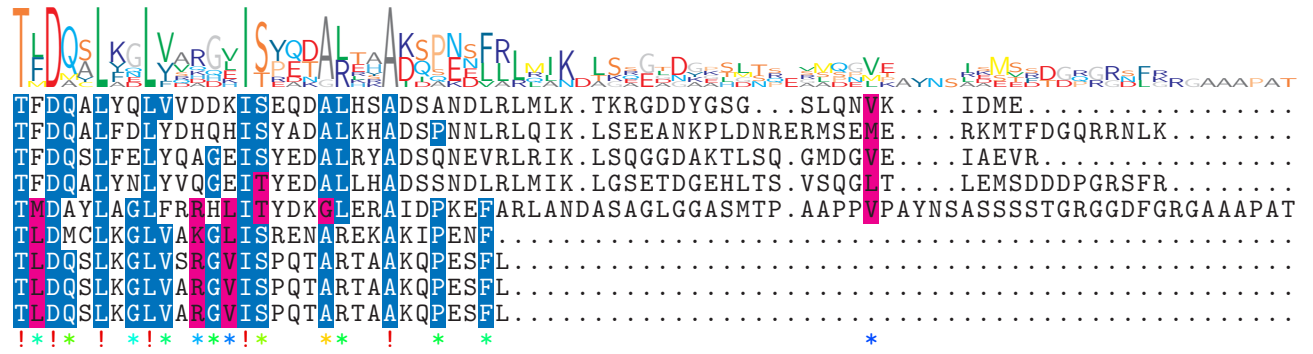 TFDQALYQLVVDDKISEQDALHSADSANDLRLMLK.TKRGDDYGSG...SLQNVK....IDME.................
TFDQALFDLYDHQHISYADALKHADSPNNLRLQIK.LSEEANKPLDNRERMSEME....RKMTFDGQRRNLK........
TFDQSLFELYQAGEISYEDALRYADSQNEVRLRIK.LSQGGDAKTLSQ.GMDGVE....IAEVR................
TFDQALYNLYVQGEITYEDALLHADSSNDLRLMIK.LGSETDGEHLTS.VSQGLT....LEMSDDDPGRSFR........
TMDAYLAGLFRRHLITYDKGLERAIDPKEFARLANDASAGLGGASMTP.AAPPVPAYNSASSSSTGRGGDFGRGAAAPAT
TLDMCLKGLVAKGLISRENAREKAKIPENF..................................................
TLDQSLKGLVSRGVISPQTARTAAKQPESFL.................................................
TLDQSLKGLVARGVISPQTARTAAKQPESFL.................................................
TLDQSLKGLVARGVISPQTARTAAKQPESFL.................................................
!*!* ! *!* ***!* ** ! * * *